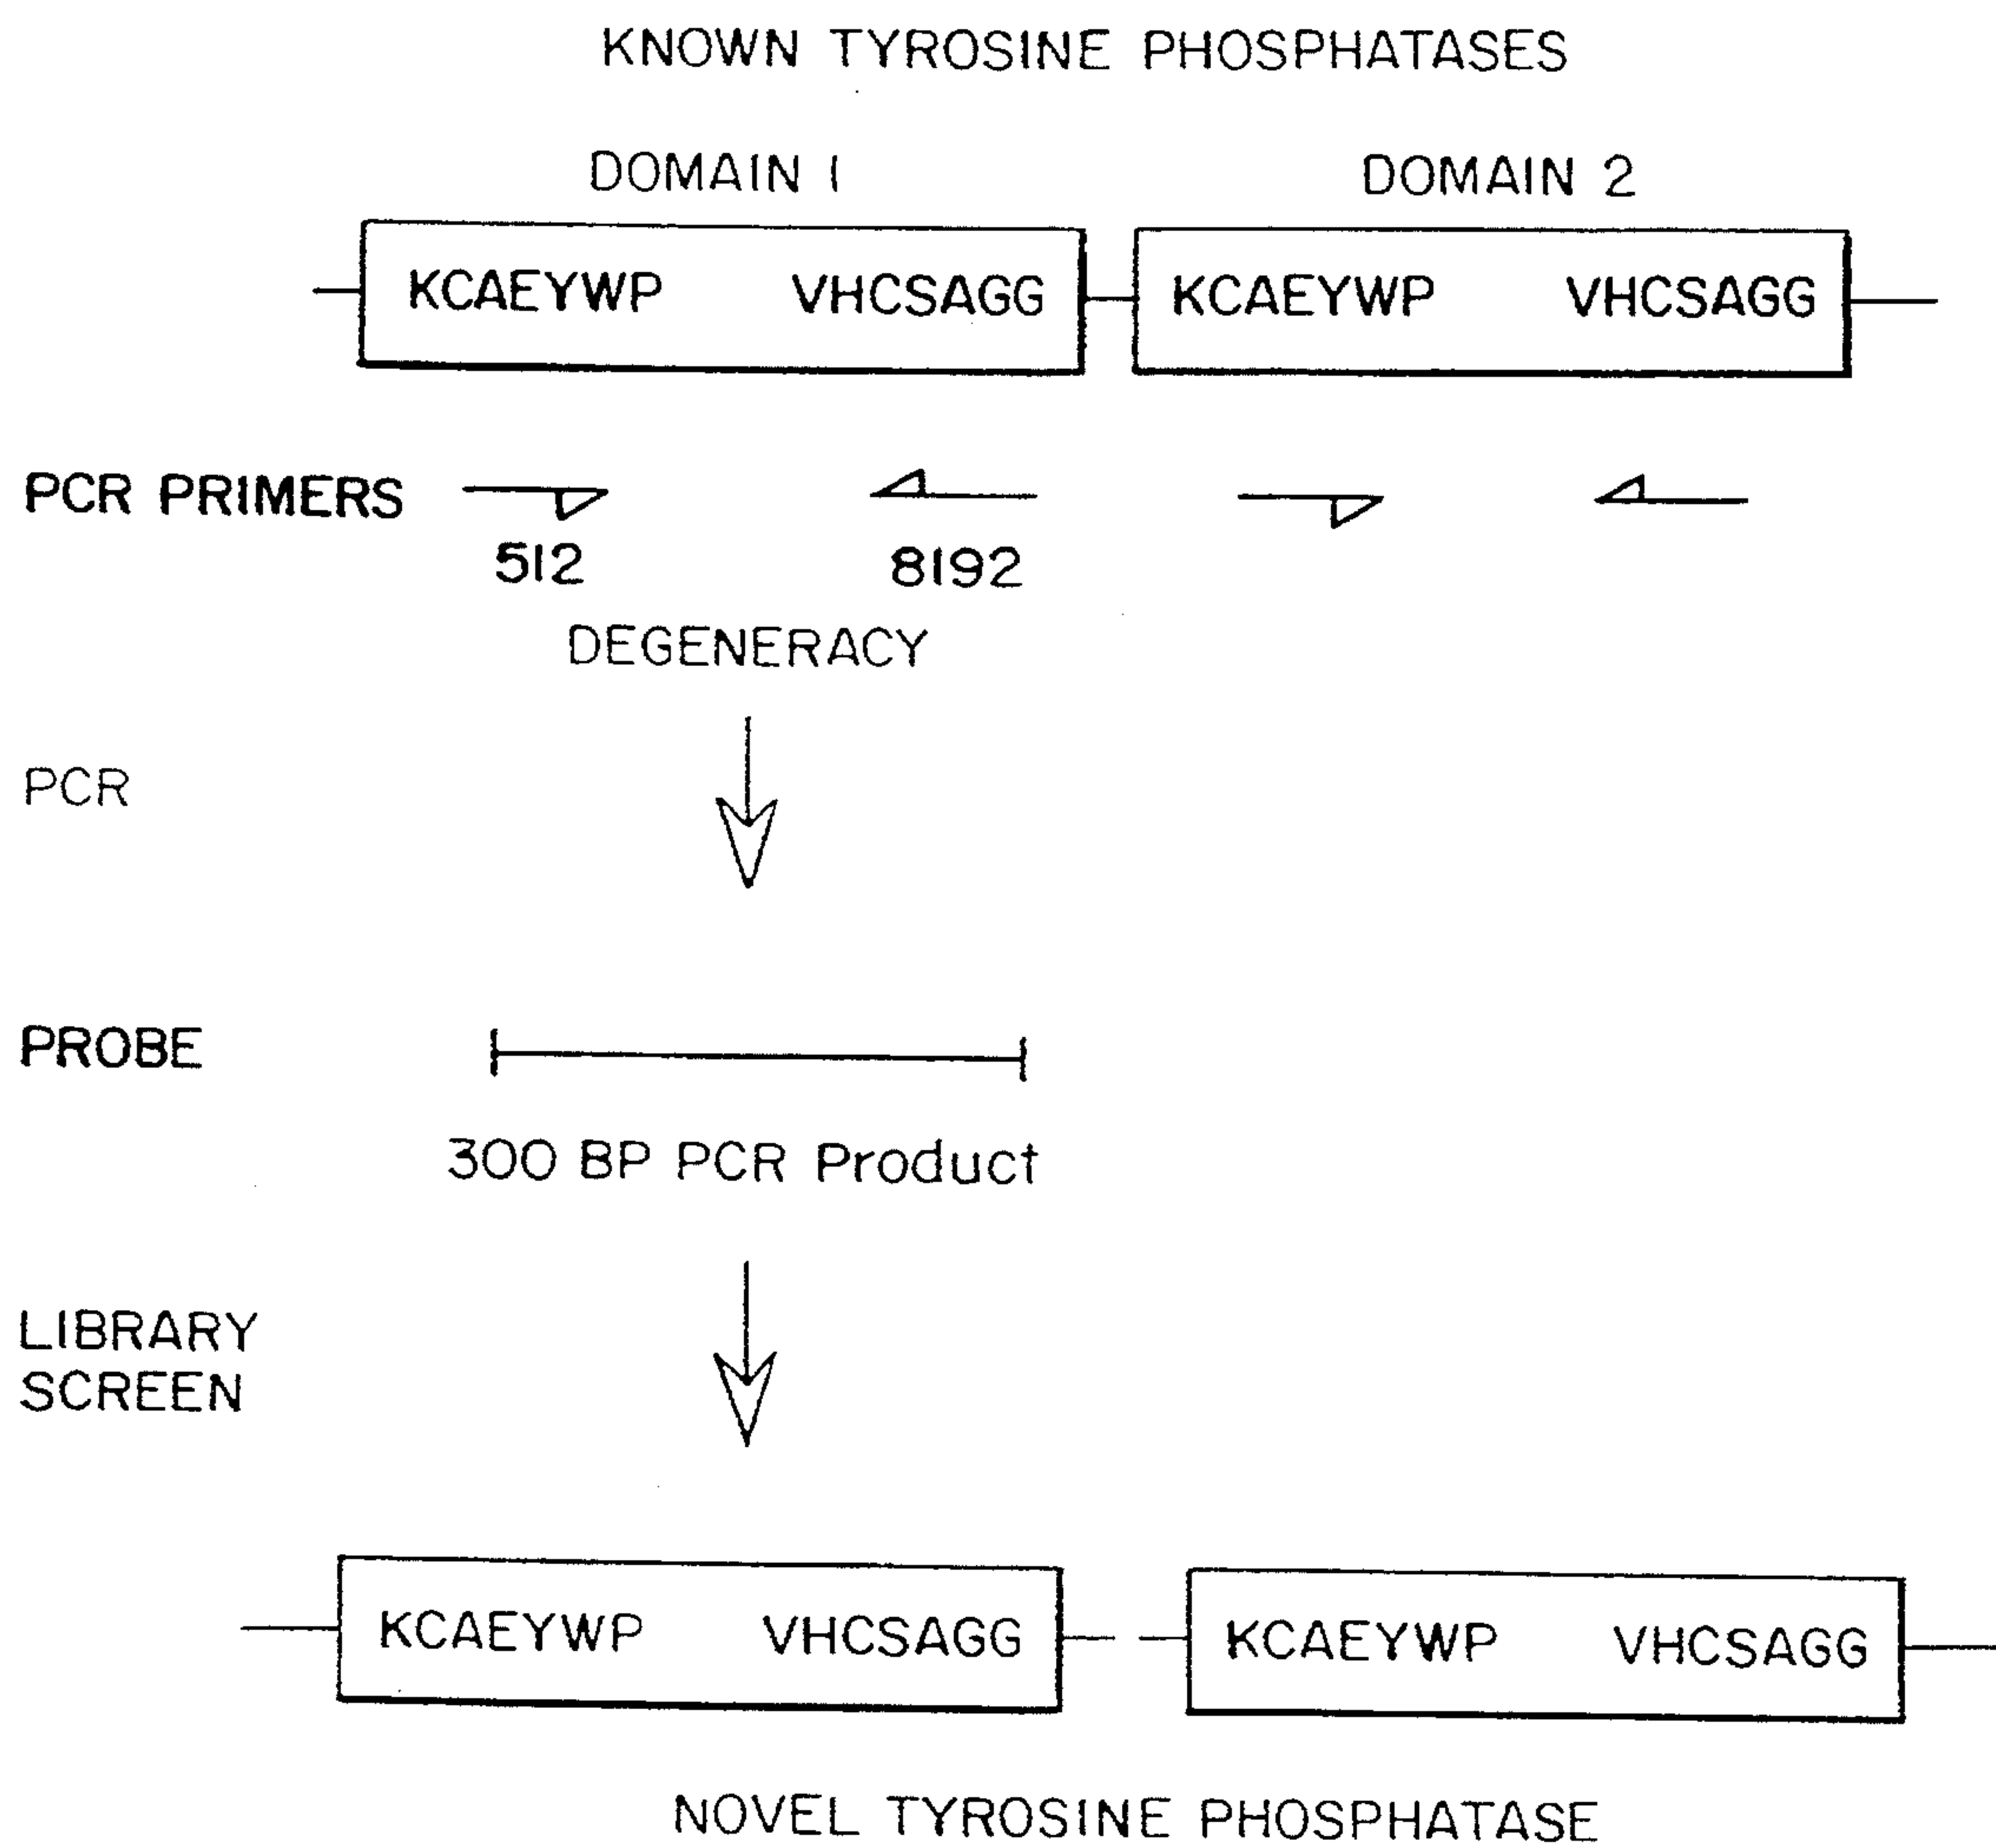 KNOWN TYROSINE PHOSPHATASES
DOMAIN 1 DOMAIN 2
KCAEYWP VHCSAGG KCAEYWP VHCSAGG
PCR PRIMERS
512 8192
DEGENERACY
PCR
PROBE
300 BP PCR Product
LIBRARY
SCREEN
KCAEYWP VHCSAGG KCAEYWP VHCSAGG
NOVEL TYROSINE PHOSPHATASE